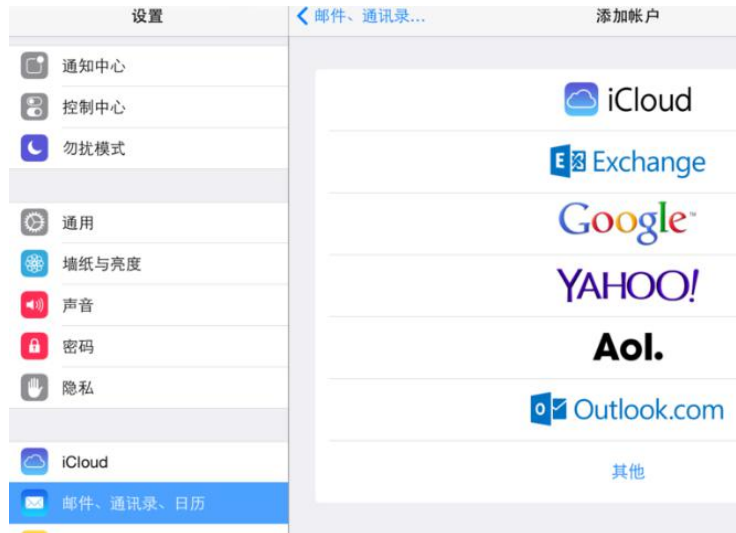 设置
通知中心
控制中心
勿扰模式
通用
墙纸与亮度
声音
密码
隐私
iCloud
邮件、通讯录、日历
邮件、通讯录...
添加帐户
iCloud
Exchange
Google™
YAHOO!
Aol.
Outlook.com
其他